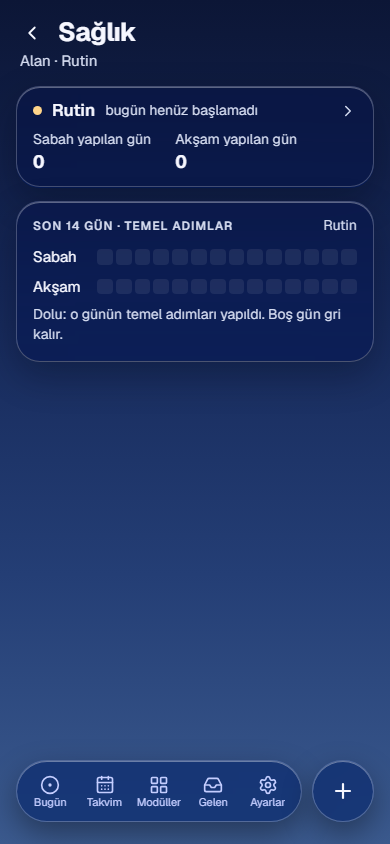 Sağlık
Alan · Rutin
Rutin bugün henüz başlamadı
Sabah yapılan gün Akşam yapılan gün
0 0
SON 14 GÜN · TEMEL ADIMLAR Rutin
Sabah
Akşam
Dolu: o günün temel adımları yapıldı. Boş gün gri
kalır.
Bugün Takvim Modüller Gelen Ayarlar